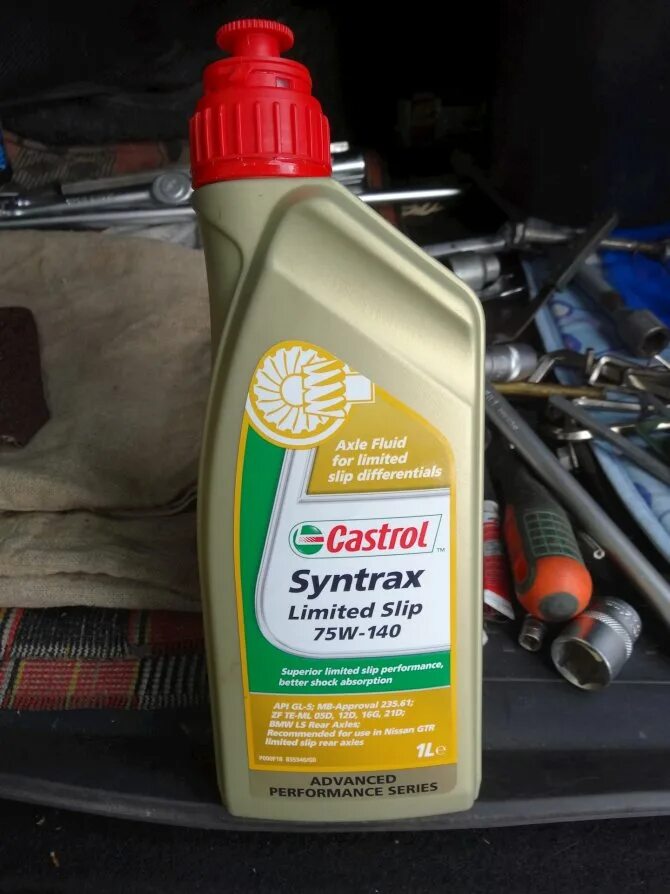 Axle Fluid
for limited
slip differentials
Castrol™
Syntrax
Limited Slip
75W-140
Superior limited slip performance,
better shock absorption
API GL-5; MB-Approval 235.61;
ZF TE-ML 05D, 12D, 16G, 21D;
BMW LS Rear Axles;
Recommended for use in Nissan GTR
limited slip rear axles
1L℮
ADVANCED
PERFORMANCE SERIES